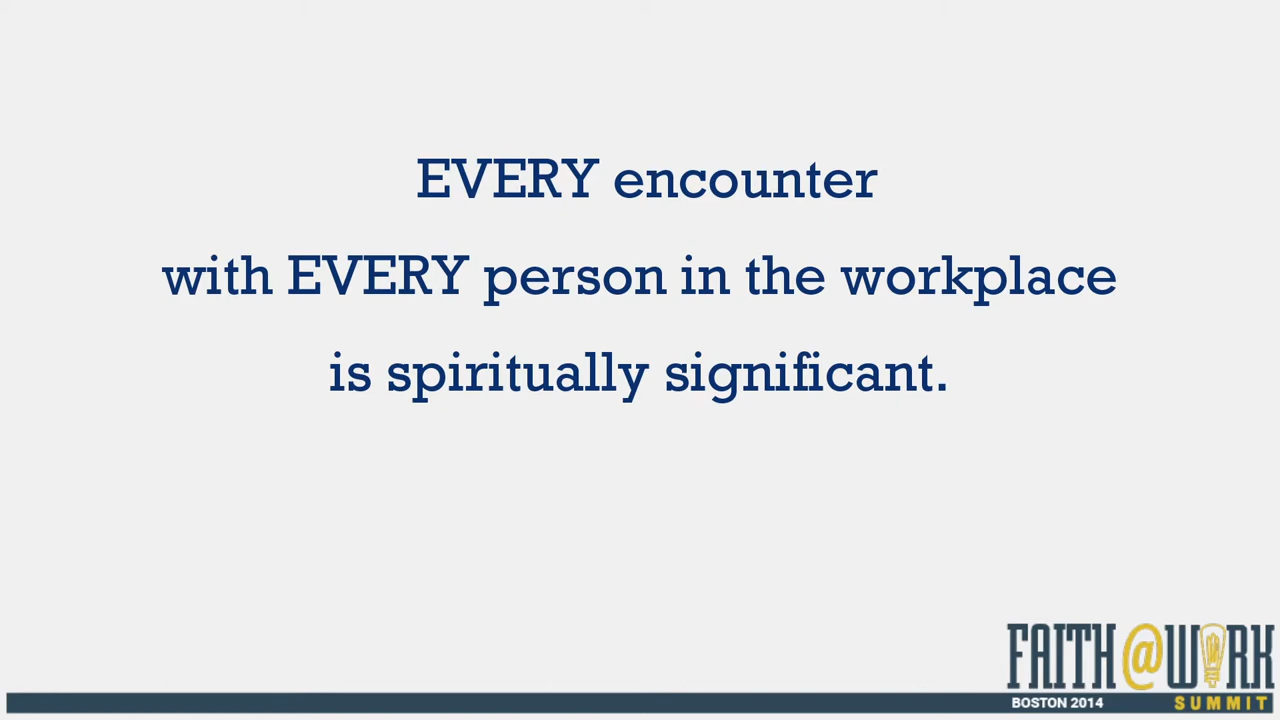 EVERY encounter
with EVERY person in the workplace
is spiritually significant.
FAITH@WORK
BOSTON 2014 SUMMIT